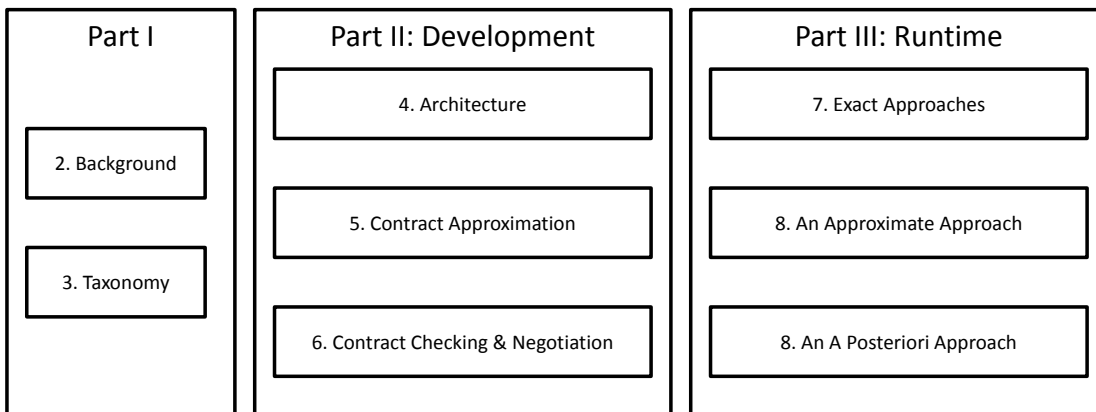 Part I
2. Background
3. Taxonomy
Part II: Development
4. Architecture
5. Contract Approximation
6. Contract Checking & Negotiation
Part III: Runtime
7. Exact Approaches
8. An Approximate Approach
8. An A Posteriori Approach